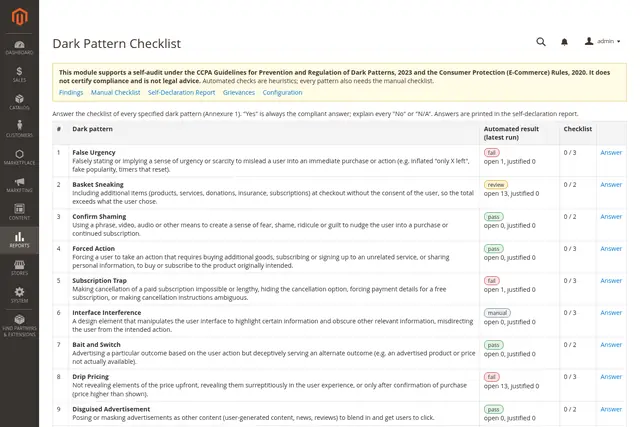 Dark Pattern Checklist
admin
This module supports a self-audit under the CCPA Guidelines for Prevention and Regulation of Dark Patterns, 2023 and the Consumer Protection (E-Commerce) Rules, 2020. It does
not certify compliance and is not legal advice. Automated checks are heuristics; every pattern also needs the manual checklist.
Findings Manual Checklist Self-Declaration Report Grievances Configuration
Answer the checklist of every specified dark pattern (Annexure 1). "Yes" is always the compliant answer; explain every "No" or "N/A". Answers are printed in the self-declaration report.
# Dark pattern Automated result (latest run) Checklist
1 False Urgency fail 0 / 3 Answer
Falsely stating or implying a sense of urgency or scarcity to mislead a user into an immediate purchase or action (e.g. inflated "only X left", open 1, justified 0
fake popularity, timers that reset).
2 Basket Sneaking review 0 / 2 Answer
Including additional items (products, services, donations, insurance, subscriptions) at checkout without the consent of the user, so the total open 13, justified 0
exceeds what the user chose.
3 Confirm Shaming pass 0 / 2 Answer
Using a phrase, video, audio or other means to create a sense of fear, shame, ridicule or guilt to nudge the user into a purchase or open 0, justified 0
continued subscription.
4 Forced Action pass 0 / 3 Answer
Forcing a user to take an action that requires buying additional goods, subscribing or signing up to an unrelated service, or sharing open 0, justified 0
personal information, to buy or subscribe to the product originally intended.
5 Subscription Trap fail 0 / 3 Answer
Making cancellation of a paid subscription impossible or lengthy, hiding the cancellation option, forcing payment details for a free open 1, justified 0
subscription, or making cancellation instructions ambiguous.
6 Interface Interference manual 0 / 3 Answer
A design element that manipulates the user interface to highlight certain information and obscure other relevant information, misdirecting open 0, justified 0
the user from the intended action.
7 Bait and Switch pass 0 / 2 Answer
Advertising a particular outcome based on the user action but deceptively serving an alternate outcome (e.g. an advertised product or price open 0, justified 0
not actually available).
8 Drip Pricing fail 0 / 3 Answer
Not revealing elements of the price upfront, revealing them surreptitiously in the user experience, or only after confirmation of purchase open 13, justified 0
(price higher than shown).
9 Disguised Advertisement pass 0 / 2 Answer
Posing or masking advertisements as other content (user-generated content, news, reviews) to blend in and get users to click. open 0, justified 0
DASHBOARD
SALES
CATALOG
CUSTOMERS
MARKETPLACE
MARKETING
CONTENT
REPORTS
STORES
SYSTEM
FIND PARTNERS
& EXTENSIONS